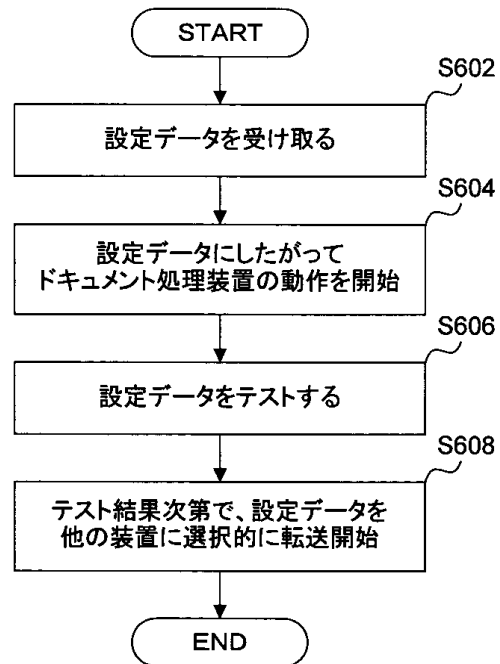 START
S602
設定データを受け取る
S604
設定データにしたがって
ドキュメント処理装置の動作を開始
S606
設定データをテストする
S608
テスト結果次第で、設定データを
他の装置に選択的に転送開始
END